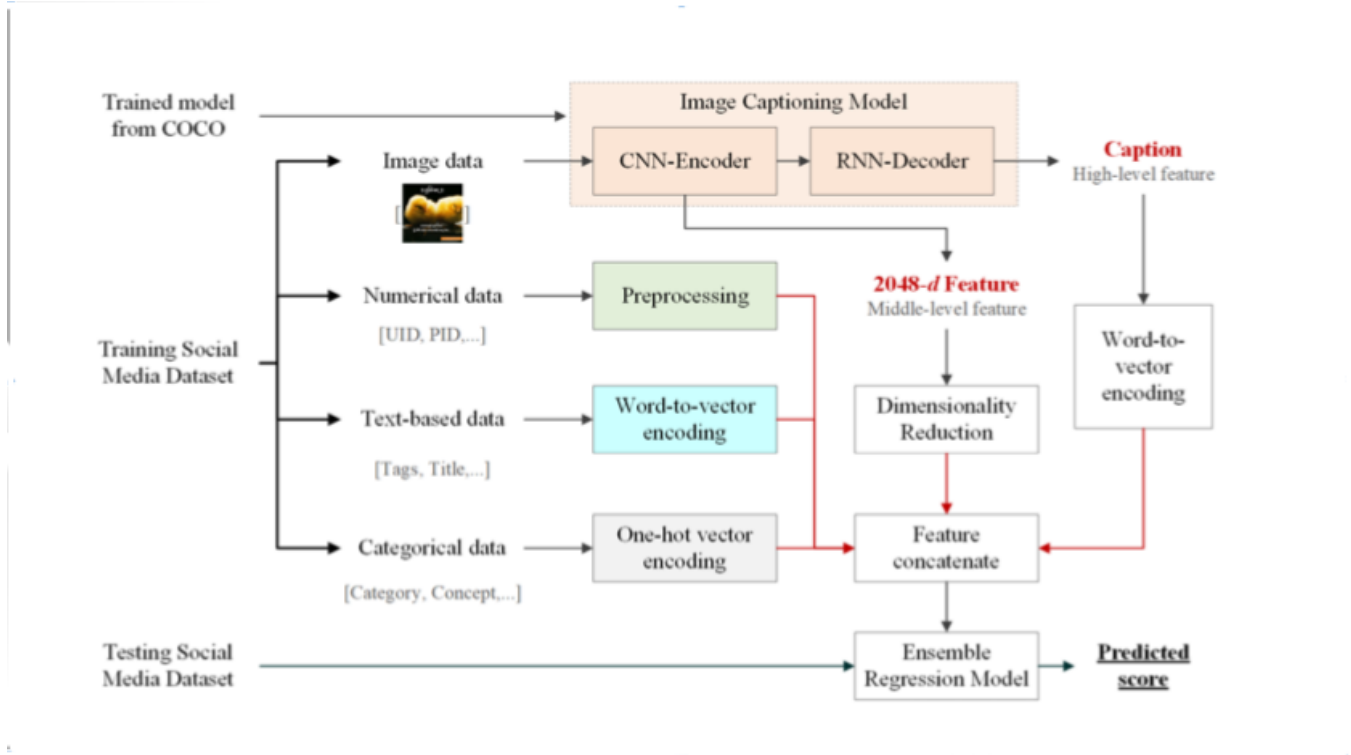 Trained model
from COCO
Image Captioning Model
Image data
CNN-Encoder
RNN-Decoder
Caption
High-level feature
[ ]
Numerical data
[UID, PID,...]
Preprocessing
2048-d Feature
Middle-level feature
Word-to-
vector
encoding
Training Social
Media Dataset
Text-based data
[Tags, Title,...]
Word-to-vector
encoding
Dimensionality
Reduction
Categorical data
[Category, Concept,...]
One-hot vector
encoding
Feature
concatenate
Testing Social
Media Dataset
Ensemble
Regression Model
Predicted
score